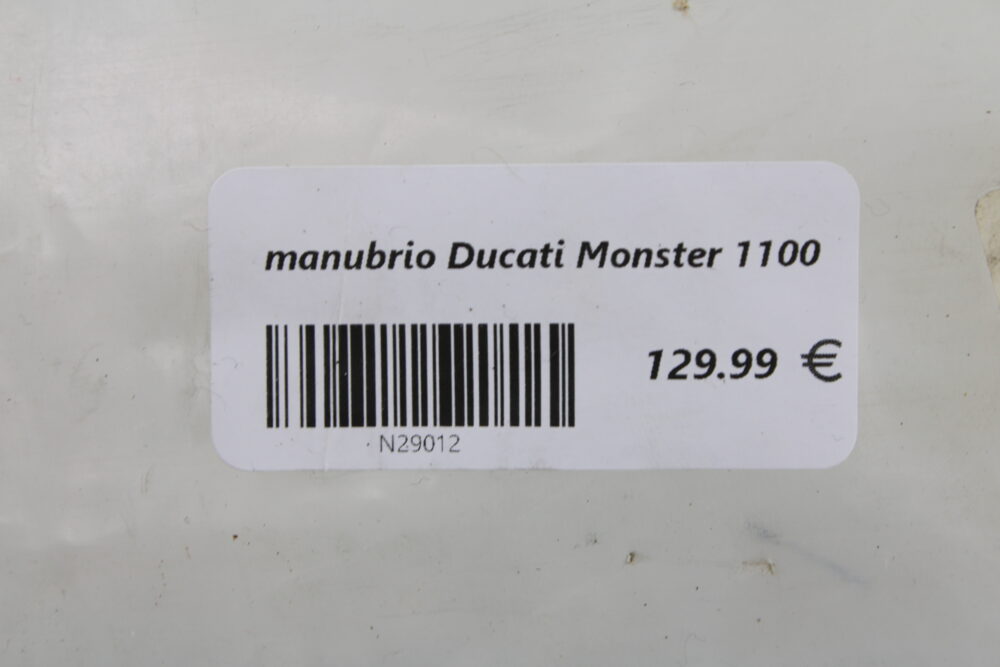 manubrio Ducati Monster 1100
129.99 €
N29012